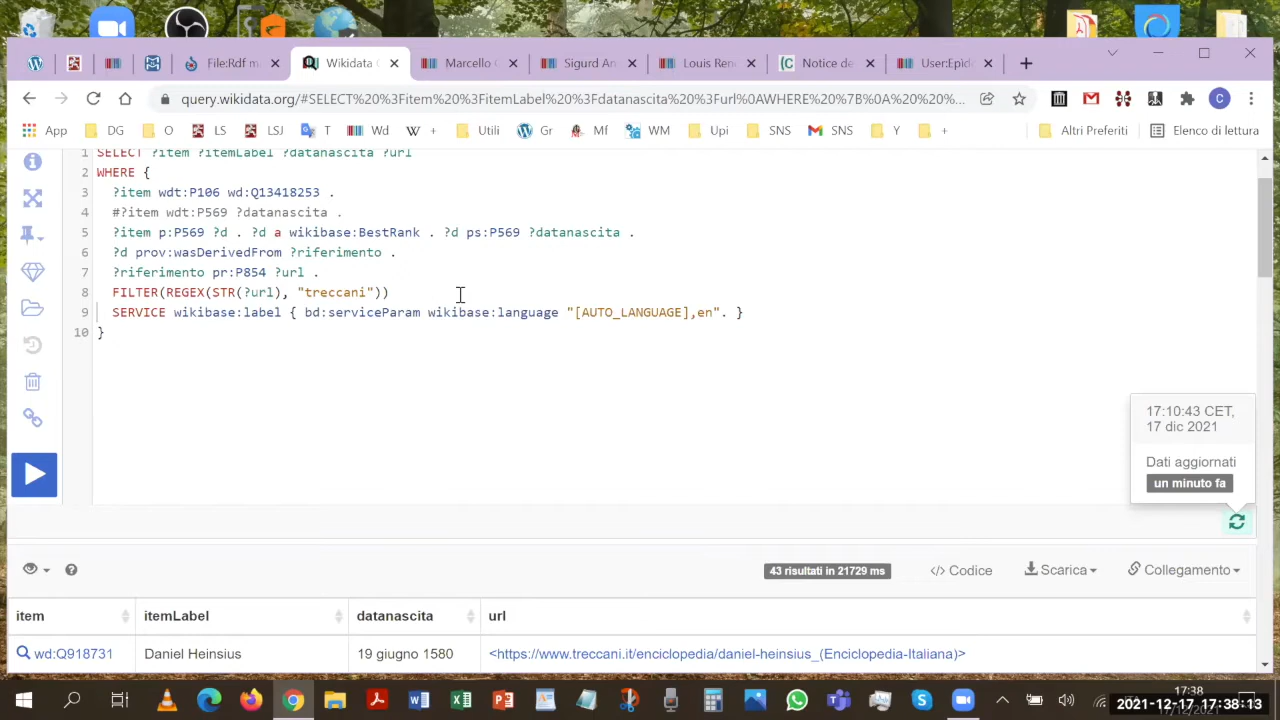 File:Rdf m
Wikidata
Marcello
Sigurd An
Louis Ren
Notice de
User:Epid
query.wikidata.org/#SELECT%20%3Fitem%20%3FitemLabel%20%3Fdatanascita%20%3Furl%0AWHERE%20%7B%0A%20%20...
C
App
DG
O
LS
LSJ
T
Wd
+
Utili
Gr
Mf
WM
Upi
SNS
SNS
Y
+
Altri Preferiti
Elenco di lettura
1 SELECT ?item ?itemLabel ?datanascita ?url
2 WHERE {
3 ?item wdt:P106 wd:Q13418253 .
4 #?item wdt:P569 ?datanascita .
5 ?item p:P569 ?d . ?d a wikibase:BestRank . ?d ps:P569 ?datanascita .
6 ?d prov:wasDerivedFrom ?riferimento .
7 ?riferimento pr:P854 ?url .
8 FILTER(REGEX(STR(?url), "treccani"))
9 SERVICE wikibase:label { bd:serviceParam wikibase:language "[AUTO_LANGUAGE],en". }
10 }
17:10:43 CET,
17 dic 2021
Dati aggiornati
un minuto fa
43 risultati in 21729 ms
</> Codice
Scarica
Collegamento
item itemLabel datanascita url
wd:Q918731 Daniel Heinsius 19 giugno 1580 <https://www.treccani.it/enciclopedia/daniel-heinsius_(Enciclopedia-Italiana)>
17:38
2021-12-17 17:38:13